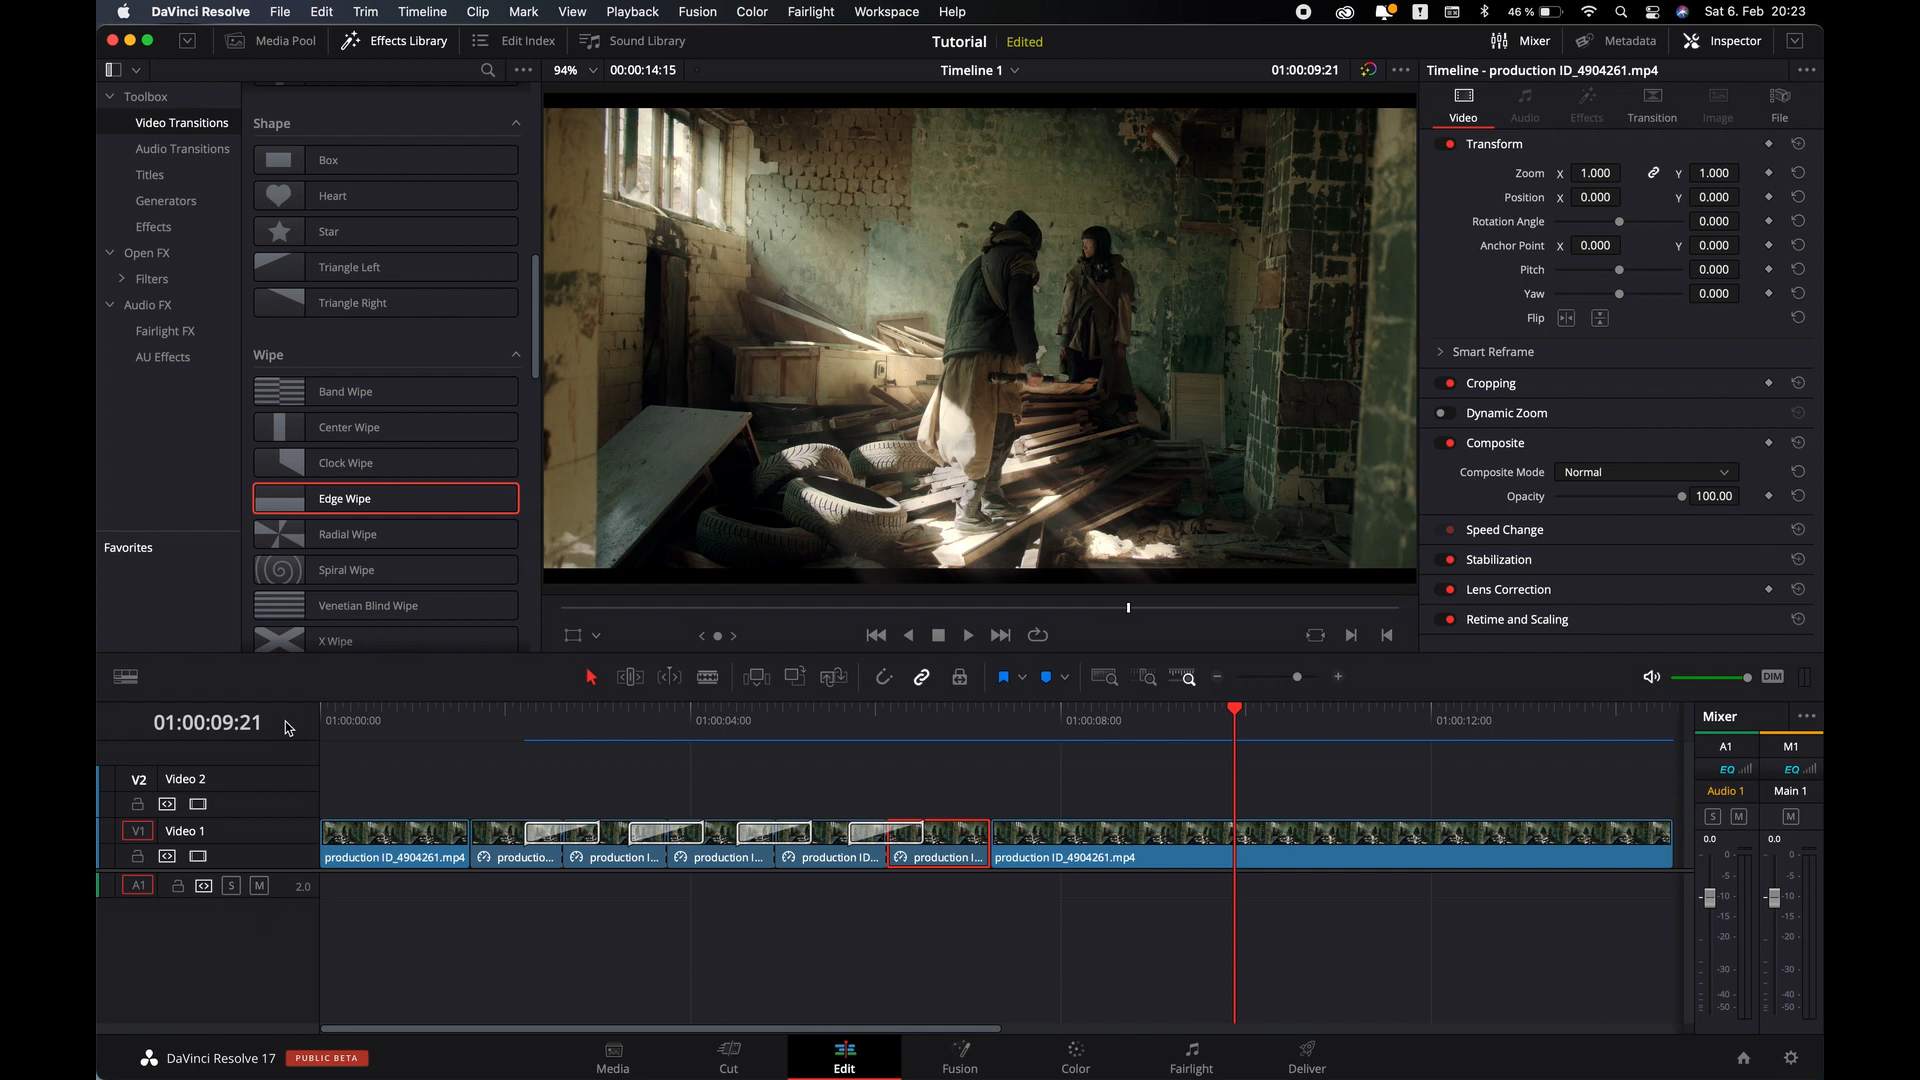 DaVinci Resolve File Edit Trim Timeline Clip Mark View Playback Fusion Color Fairlight Workspace Help 46 % Sat 6. Feb 20:23
Media Pool Effects Library Edit Index Sound Library Tutorial Edited Mixer Metadata Inspector
94% 00:00:14:15 Timeline 1 01:00:09:21 Timeline - production ID_4904261.mp4
Toolbox
Video Transitions
Audio Transitions
Titles
Generators
Effects
Open FX
Filters
Audio FX
Fairlight FX
AU Effects
Favorites
Shape
Box
Heart
Star
Triangle Left
Triangle Right
Wipe
Band Wipe
Center Wipe
Clock Wipe
Edge Wipe
Radial Wipe
Spiral Wipe
Venetian Blind Wipe
X Wipe
Video Audio Effects Transition Image File
Transform
Zoom X 1.000 Y 1.000
Position X 0.000 Y 0.000
Rotation Angle 0.000
Anchor Point X 0.000 Y 0.000
Pitch 0.000
Yaw 0.000
Flip
Smart Reframe
Cropping
Dynamic Zoom
Composite
Composite Mode Normal
Opacity 100.00
Speed Change
Stabilization
Lens Correction
Retime and Scaling
DIM
01:00:09:21 01:00:00:00 01:00:04:00 01:00:08:00 01:00:12:00
V2 Video 2
V1 Video 1
production ID_4904261.mp4 productio... production I... production I... production ID... production I... production ID_4904261.mp4
A1 S M 2.0
Mixer
A1 M1
EQ EQ
Audio 1 Main 1
S M M
0.0 0.0
0 0
-5 -5
-10 -10
-15 -15
-20 -20
-30 -30
-40 -40
-50 -50
DaVinci Resolve 17 PUBLIC BETA
Media Cut Edit Fusion Color Fairlight Deliver